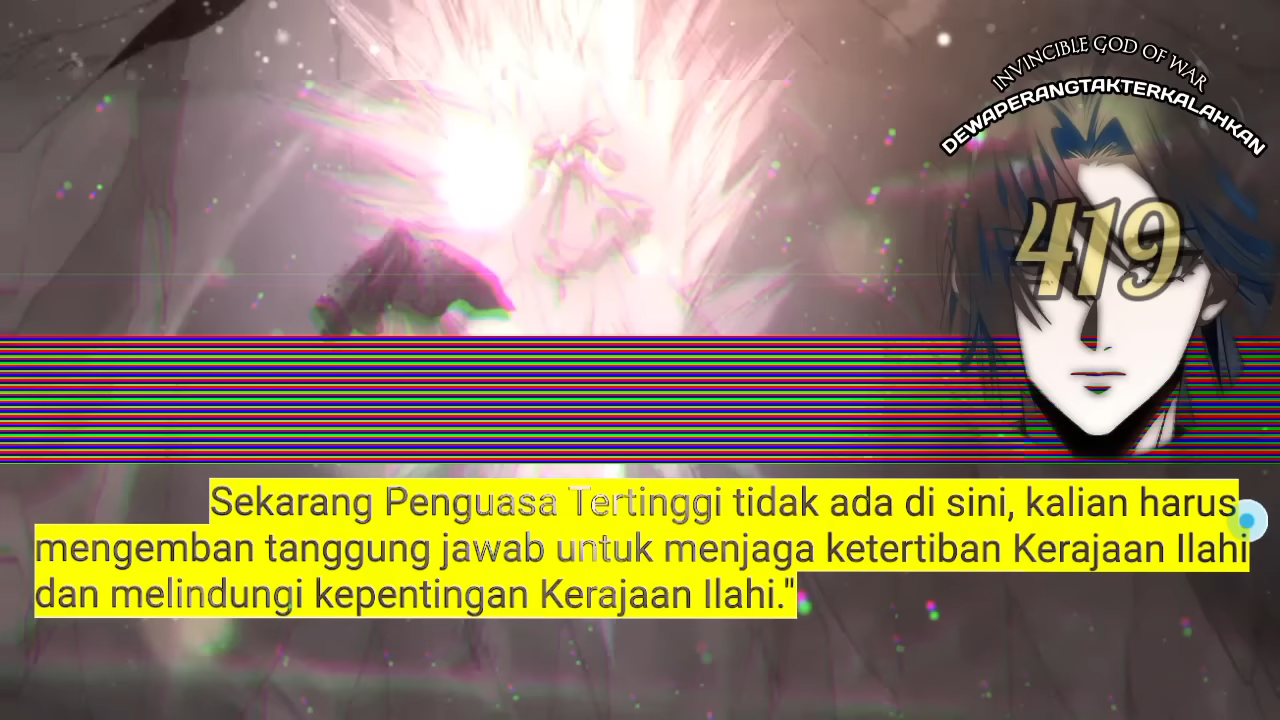 INVINCIBLE GOD OF WAR
DEWAPERANGTAKTERKALAHKAN
419
Sekarang Penguasa Tertinggi tidak ada di sini, kalian harus
mengemban tanggung jawab untuk menjaga ketertiban Kerajaan Ilahi
dan melindungi kepentingan Kerajaan Ilahi."